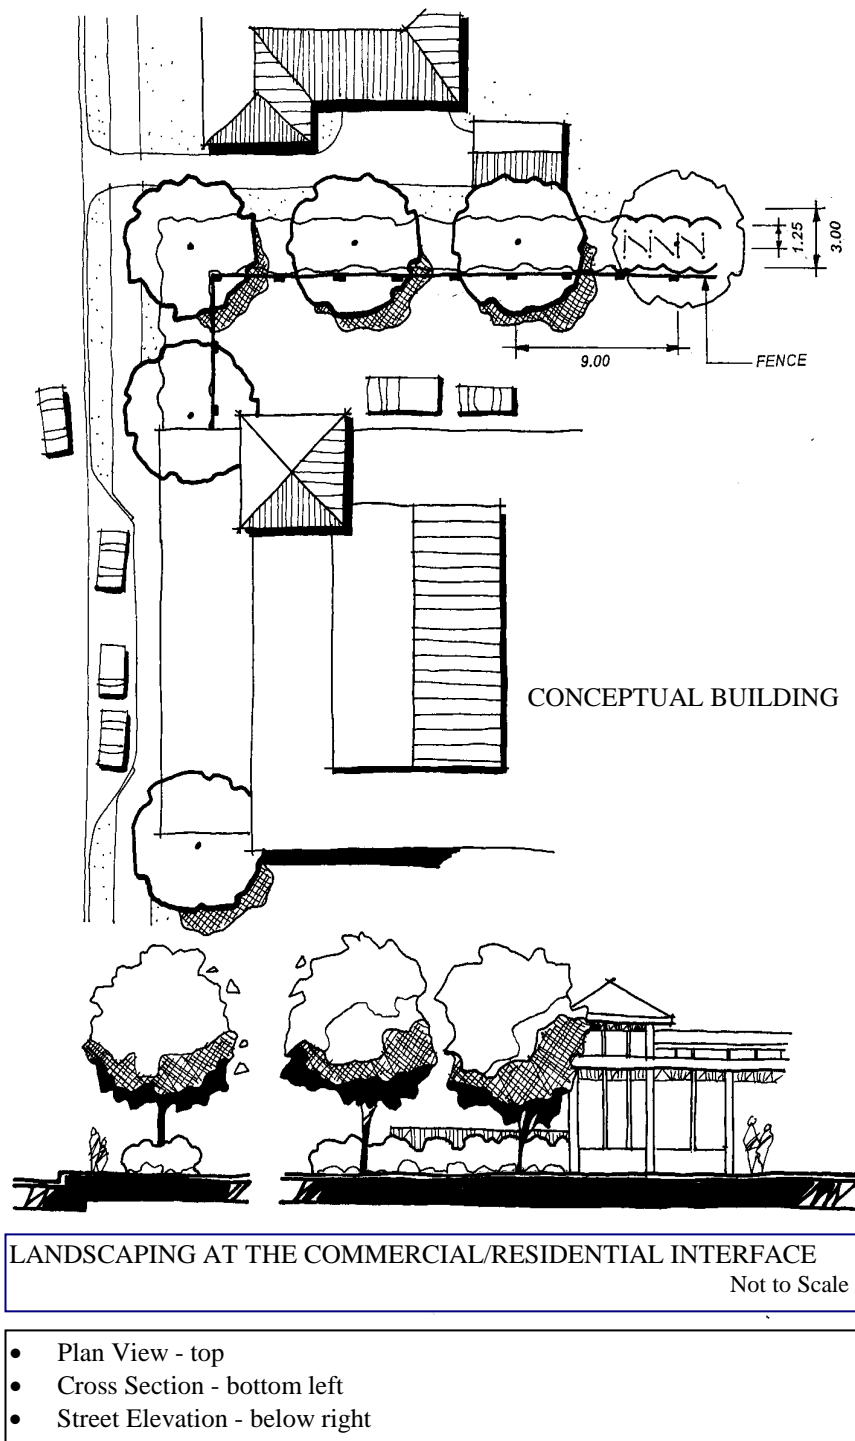 1.25
3.00
9.00
FENCE
CONCEPTUAL BUILDING
LANDSCAPING AT THE COMMERCIAL/RESIDENTIAL INTERFACE
Not to Scale
• Plan View - top
• Cross Section - bottom left
• Street Elevation - below right